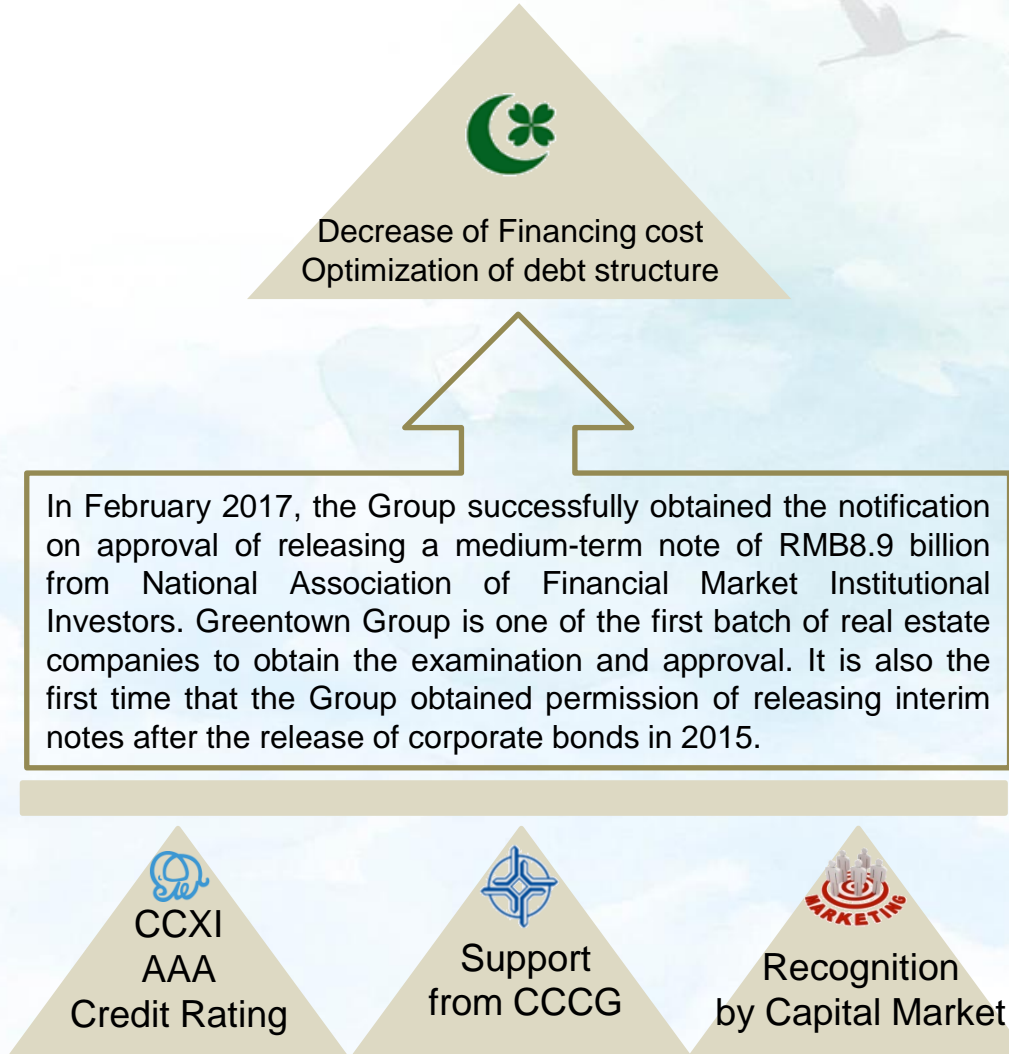 Decrease of Financing cost
Optimization of debt structure
In February 2017, the Group successfully obtained the notification
on approval of releasing a medium-term note of RMB8.9 billion
from National Association of Financial Market Institutional
Investors. Greentown Group is one of the first batch of real estate
companies to obtain the examination and approval. It is also the
first time that the Group obtained permission of releasing interim
notes after the release of corporate bonds in 2015.
CCXI
AAA
Credit Rating
Support
from CCCG
MARKETING
Recognition
by Capital Market